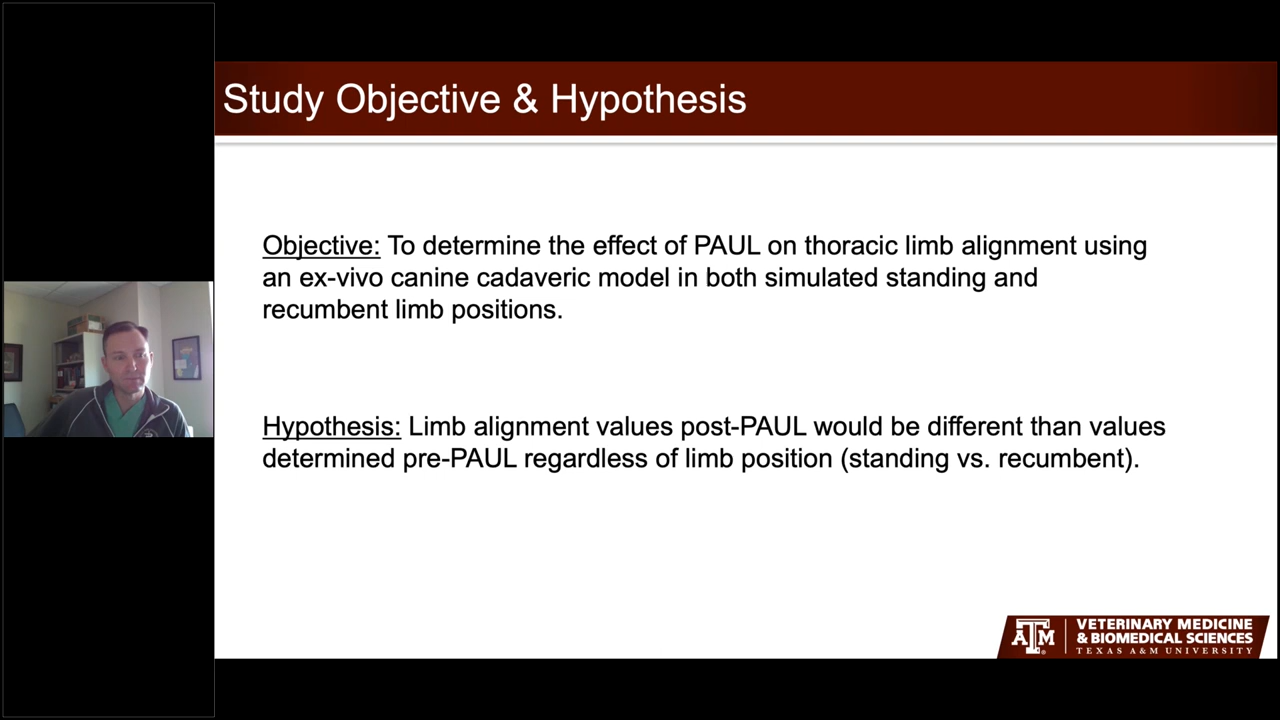 Study Objective & Hypothesis
Objective: To determine the effect of PAUL on thoracic limb alignment using
an ex-vivo canine cadaveric model in both simulated standing and
recumbent limb positions.
Hypothesis: Limb alignment values post-PAUL would be different than values
determined pre-PAUL regardless of limb position (standing vs. recumbent).
ATM
VETERINARY MEDICINE
& BIOMEDICAL SCIENCES
TEXAS A&M UNIVERSITY